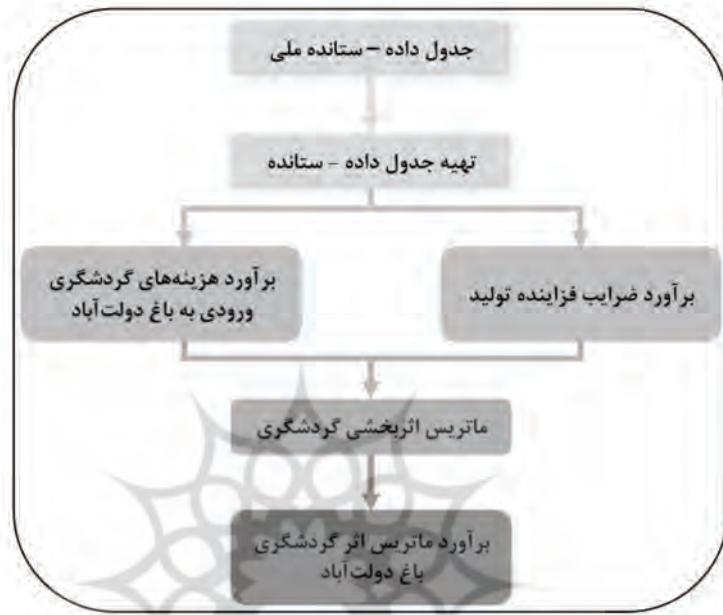 جدول داده – ستانده ملی
تهیه جدول داده - ستانده
برآورد ضرایب فزاینده تولید
برآورد هزینه‌های گردشگری
ورودی به باغ دولت‌آباد
ماتریس اثربخشی گردشگری
برآورد ماتریس اثر گردشگری
باغ دولت‌آباد